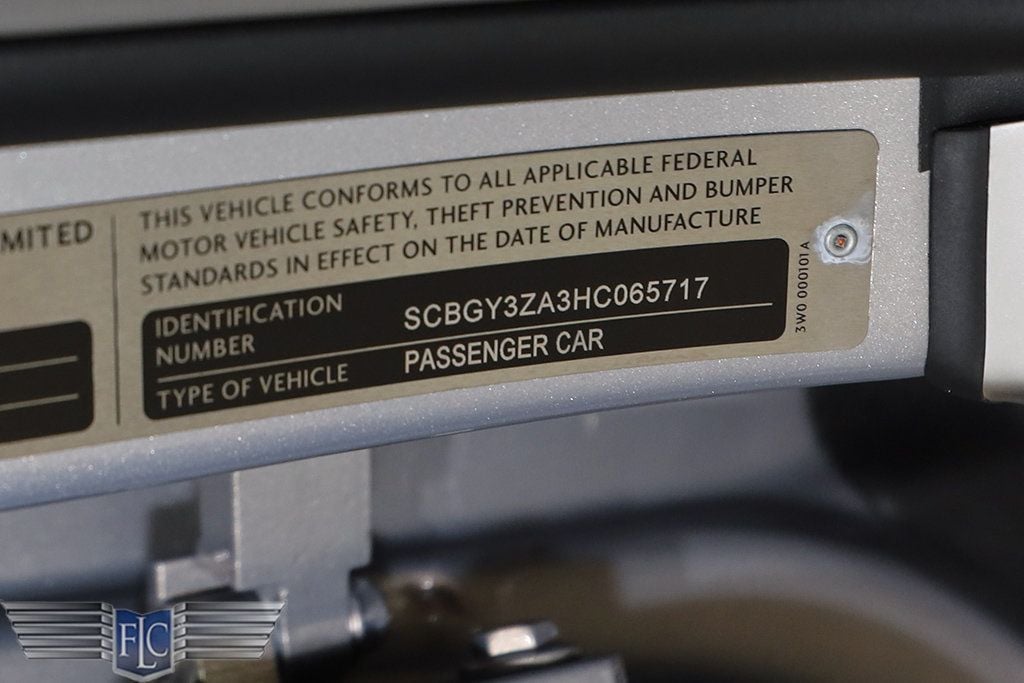 MITED
THIS VEHICLE CONFORMS TO ALL APPLICABLE FEDERAL
MOTOR VEHICLE SAFETY, THEFT PREVENTION AND BUMPER
STANDARDS IN EFFECT ON THE DATE OF MANUFACTURE
IDENTIFICATION
NUMBER
SCBGY3ZA3HC065717
TYPE OF VEHICLE
PASSENGER CAR
3W0 000101 A
FLC